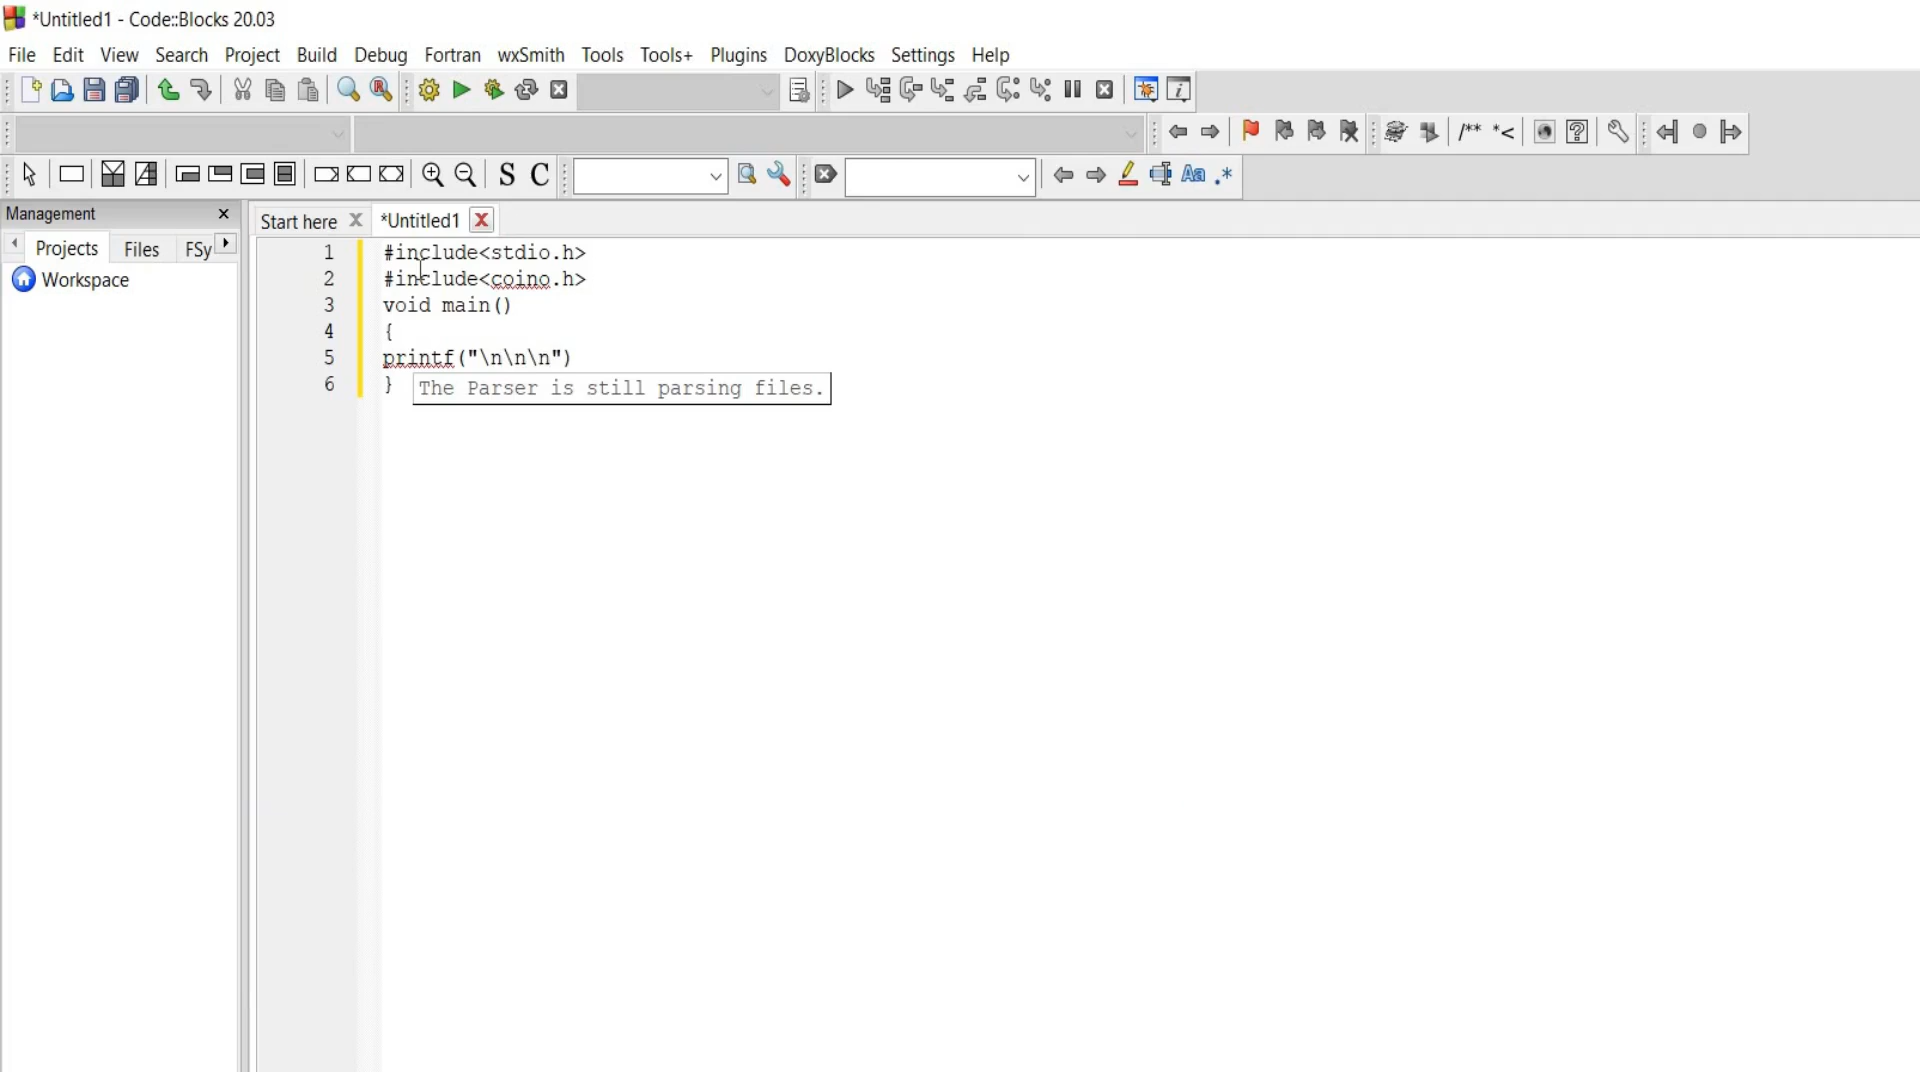 *Untitled1 - Code::Blocks 20.03
File Edit View Search Project Build Debug Fortran wxSmith Tools Tools+ Plugins DoxyBlocks Settings Help
/** *<
S C
Aa .*
Management
Start here *Untitled1
Projects Files FSy
Workspace
1 #include<stdio.h>
2 #include<coino.h>
3 void main()
4 {
5 printf("\n\n\n")
6 }
The Parser is still parsing files.